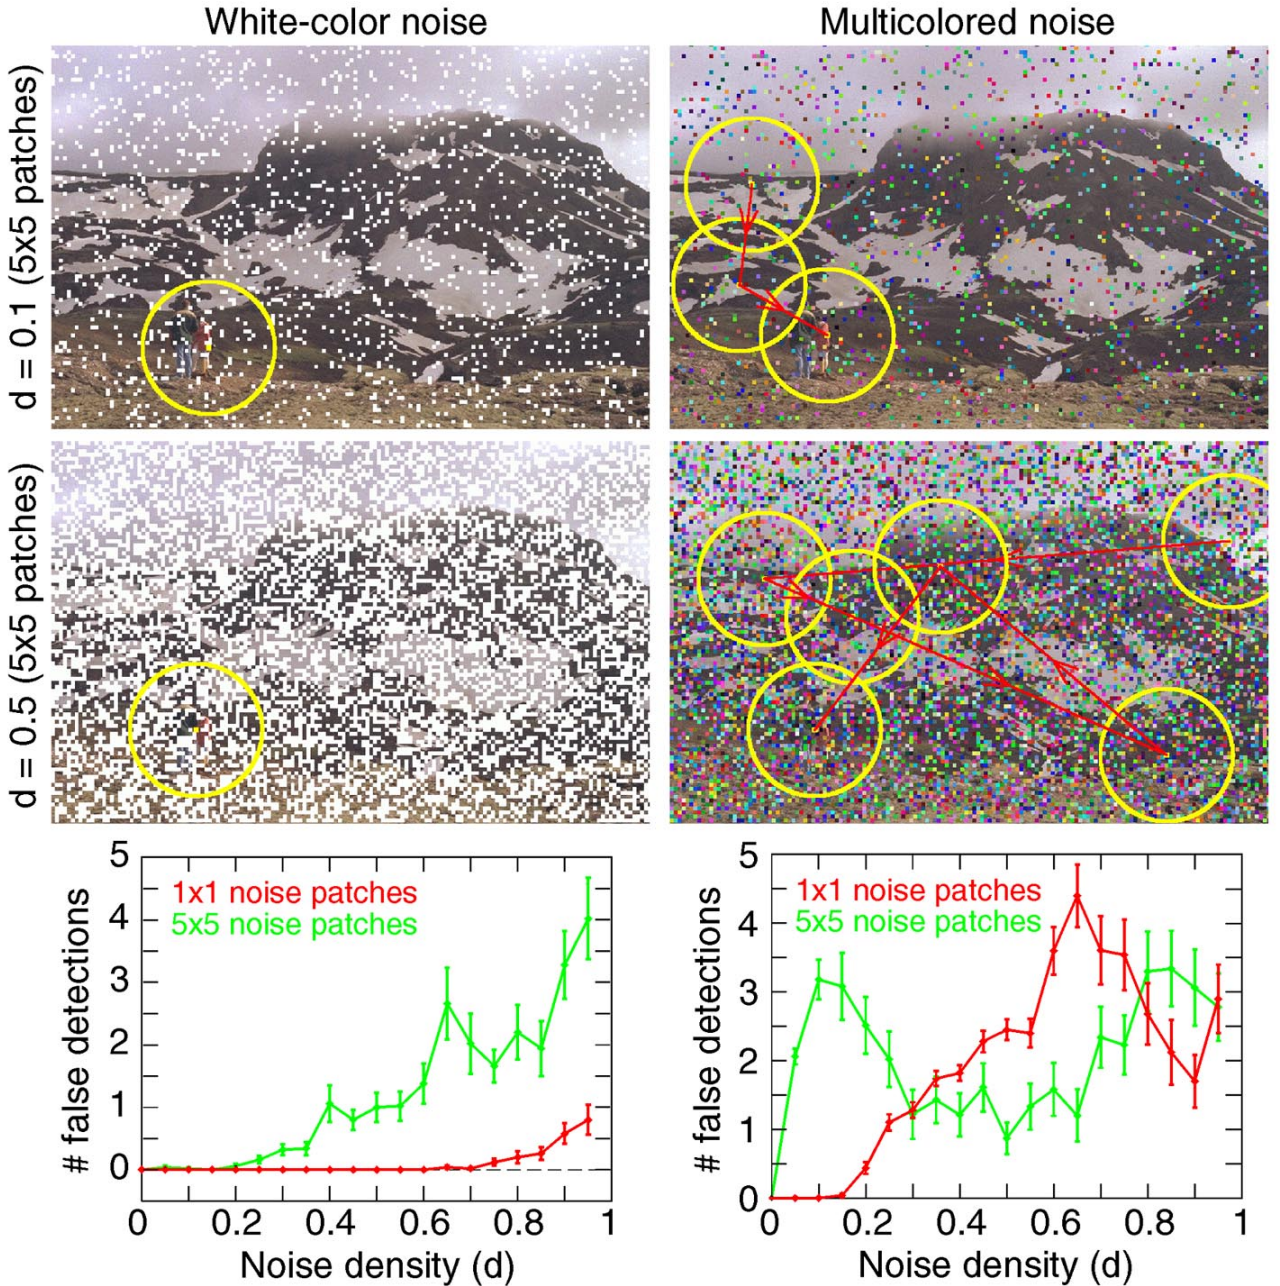 White-color noise
Multicolored noise
d = 0.1 (5x5 patches)
d = 0.5 (5x5 patches)
# false detections
5
4
3
2
1
0
1x1 noise patches
5x5 noise patches
0 0.2 0.4 0.6 0.8 1
Noise density (d)
# false detections
5
4
3
2
1
0
1x1 noise patches
5x5 noise patches
0 0.2 0.4 0.6 0.8 1
Noise density (d)